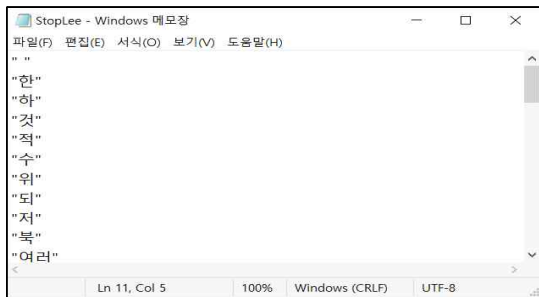 StopLee - Windows 메모장
파일(F) 편집(E) 서식(O) 보기(V) 도움말(H)
" "
"한"
"하"
"것"
"적"
"수"
"위"
"되"
"저"
"북"
"여러"
Ln 11, Col 5 100% Windows (CRLF) UTF-8